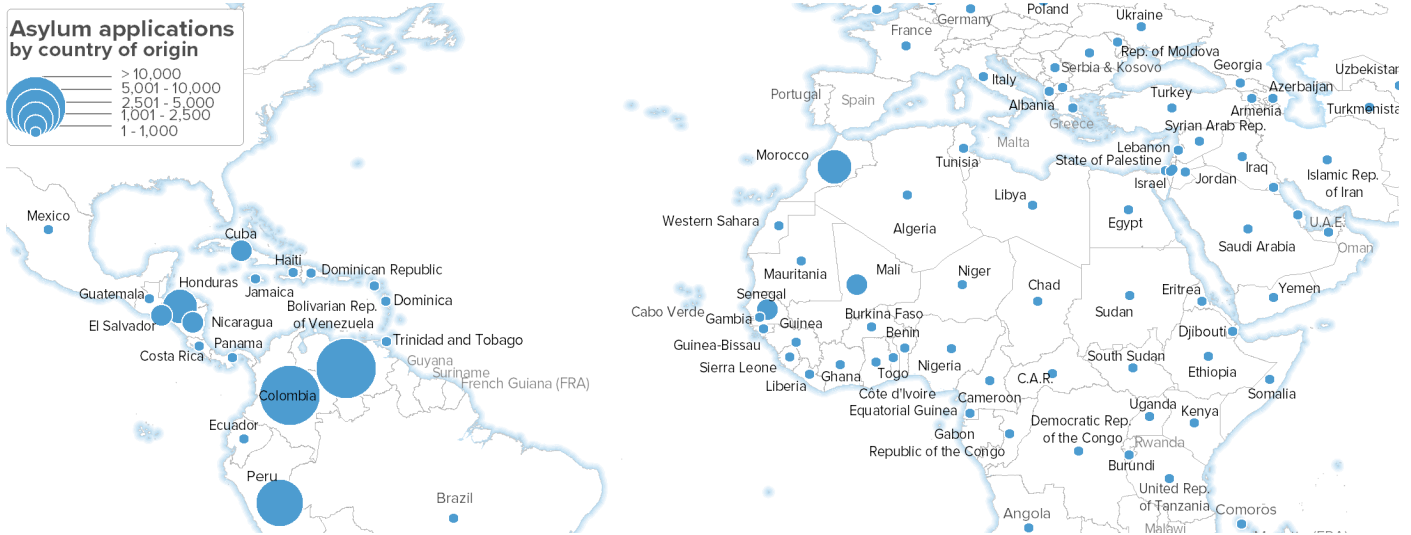 Asylum applications
by country of origin
> 10,000
5,001 - 10,000
2,501 - 5,000
1,001 - 2,500
1 - 1,000
Mexico
Cuba
Haiti
Dominican Republic
Jamaica
Dominica
Guatemala
Honduras
El Salvador
Nicaragua
Costa Rica
Panama
Bolivarian Rep.
of Venezuela
Trinidad and Tobago
Guyana
Suriname
French Guiana (FRA)
Colombia
Ecuador
Peru
Brazil
Germany
Poland
Ukraine
France
Rep. of Moldova
Serbia & Kosovo
Italy
Georgia
Uzbekistan
Azerbaijan
Portugal
Spain
Albania
Greece
Turkey
Armenia
Turkmenista
Malta
Syrian Arab Rep.
Lebanon
State of Palestine
Israel
Jordan
Iraq
Islamic Rep.
of Iran
Morocco
Tunisia
Algeria
Libya
Egypt
Saudi Arabia
U.A.E.
Oman
Western Sahara
Mauritania
Mali
Niger
Chad
Sudan
Eritrea
Yemen
Cabo Verde
Senegal
Gambia
Guinea-Bissau
Guinea
Sierra Leone
Liberia
Burkina Faso
Benin
Ghana
Togo
Côte d'Ivoire
Nigeria
Cameroon
Equatorial Guinea
Gabon
Republic of the Congo
C.A.R.
South Sudan
Djibouti
Ethiopia
Somalia
Democratic Rep.
of the Congo
Uganda
Kenya
Rwanda
Burundi
United Rep.
of Tanzania
Angola
Comoros
Malawi